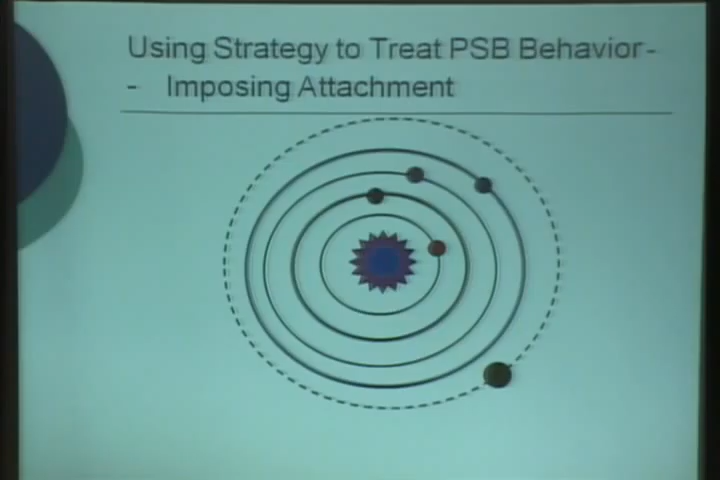 Using Strategy to Treat PSB Behavior -
- Imposing Attachment